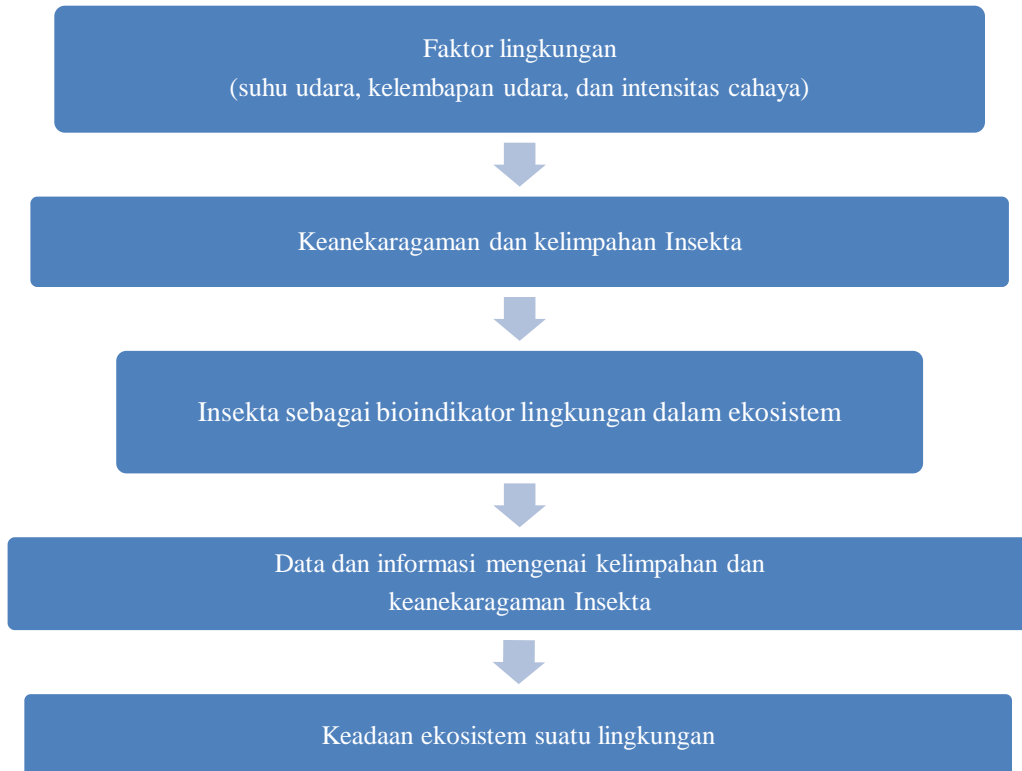 Faktor lingkungan
(suhu udara, kelembapan udara, dan intensitas cahaya)
Keanekaragaman dan kelimpahan Insekta
Insekta sebagai bioindikator lingkungan dalam ekosistem
Data dan informasi mengenai kelimpahan dan
keanekaragaman Insekta
Keadaan ekosistem suatu lingkungan